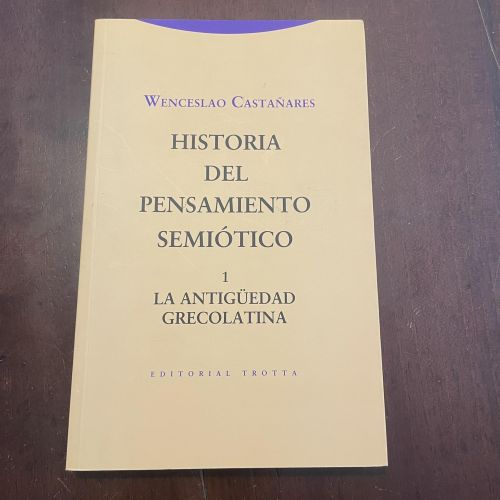 Wenceslao Castañares
HISTORIA
DEL
PENSAMIENTO
SEMIÓTICO
1
LA ANTIGÜEDAD
GRECOLATINA
EDITORIAL TROTTA